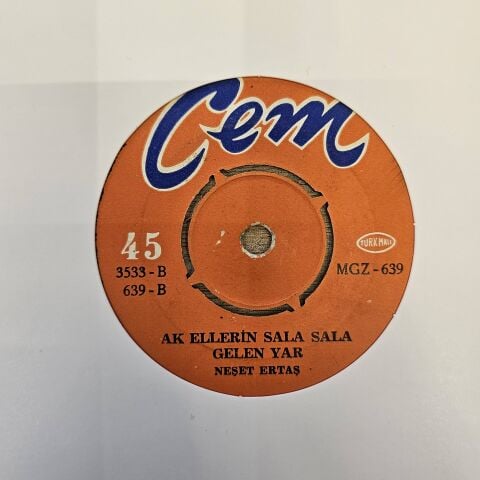 Cem
45
TÜRK MALI
3533 - B
MGZ - 639
639 - B
AK ELLERİN SALA SALA
GELEN YAR
NEŞET ERTAŞ